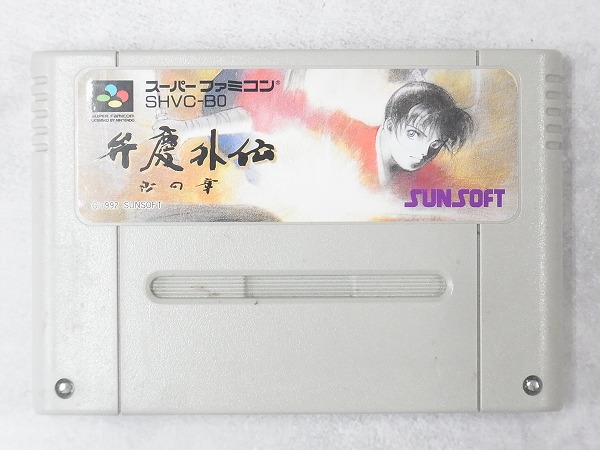 スーパーファミコン®
SHVC-BO
SUPER FAMICOM
LICENSED BY NINTENDO
弁慶外伝
沙の章
©1992 SUNSOFT
SUNSOFT